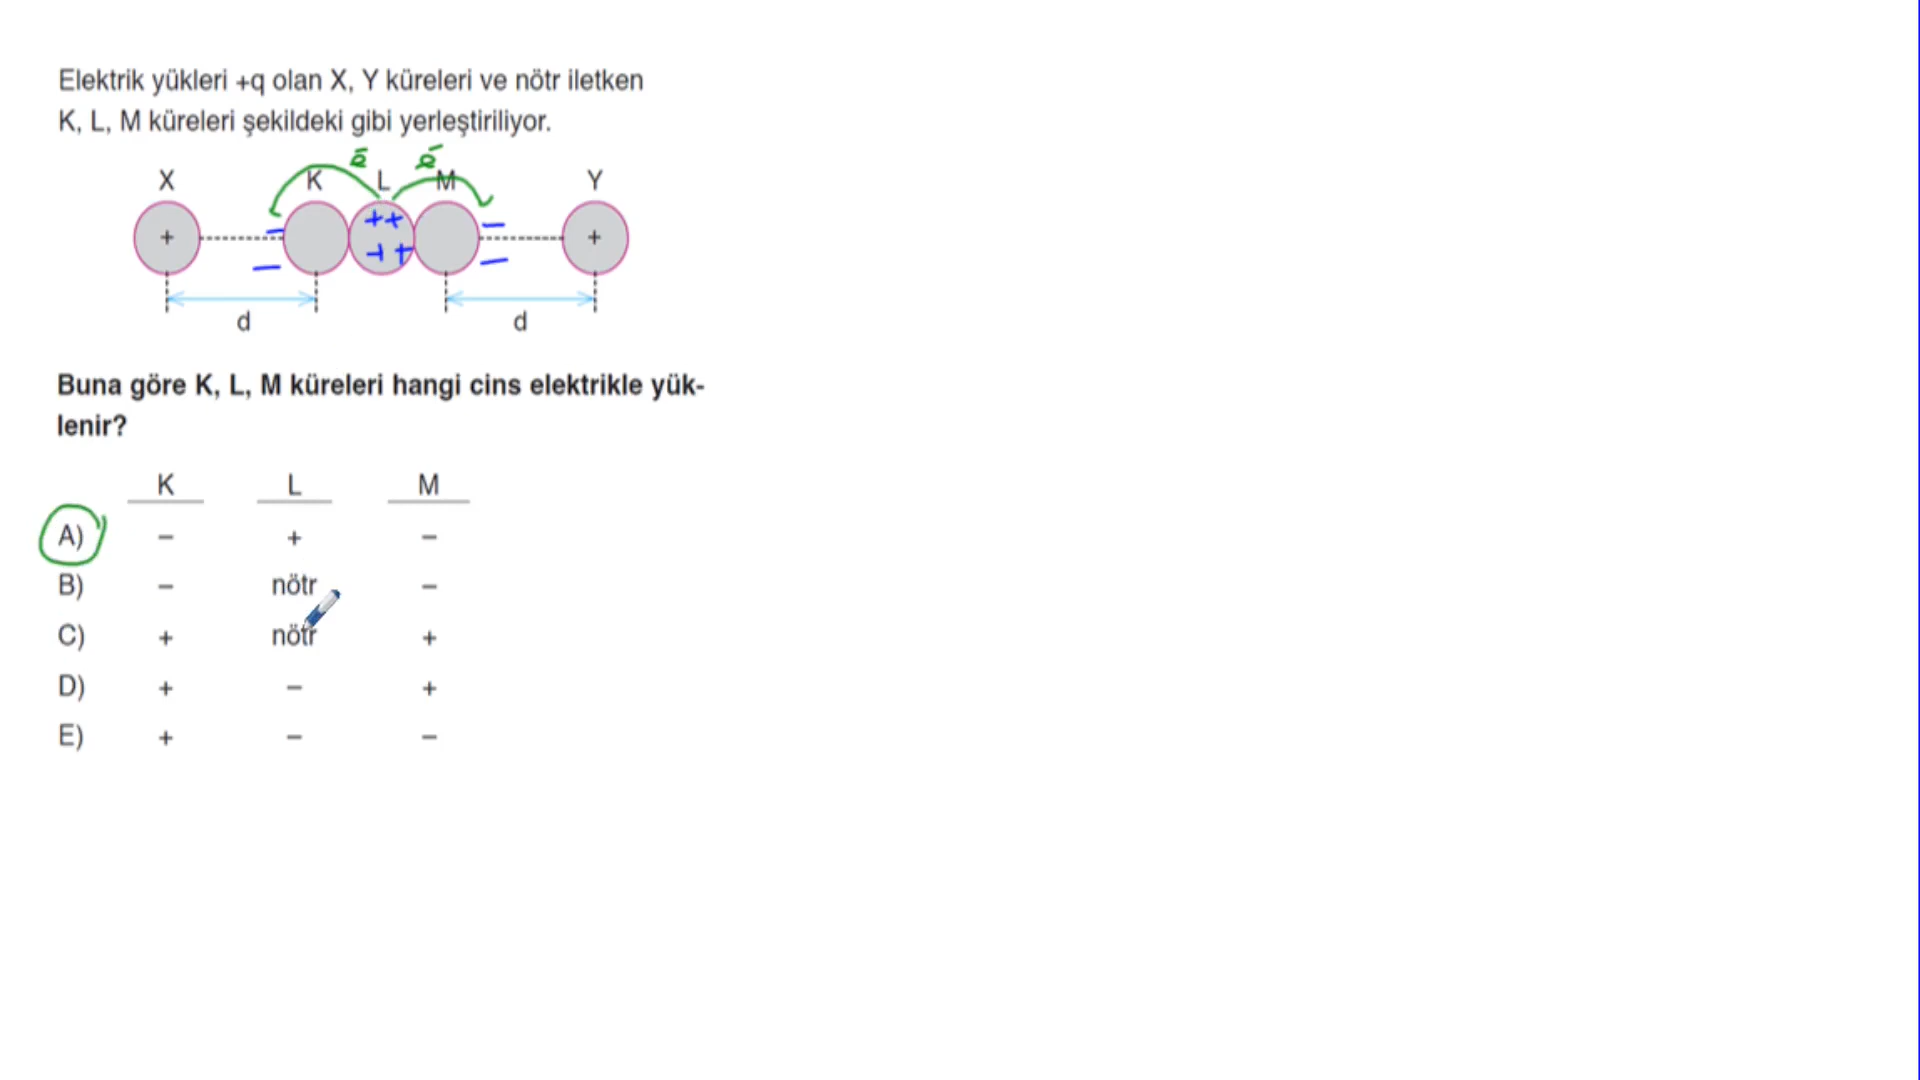 Elektrik yükleri +q olan X, Y küreleri ve nötr iletken
K, L, M küreleri şekildeki gibi yerleştiriliyor.
ē ē
X K L M Y
+ ++ +
− −
− ++ −
d d
Buna göre K, L, M küreleri hangi cins elektrikle yük-
lenir?
K L M
A) − + −
B) − nötr −
C) + nötr +
D) + − +
E) + − −